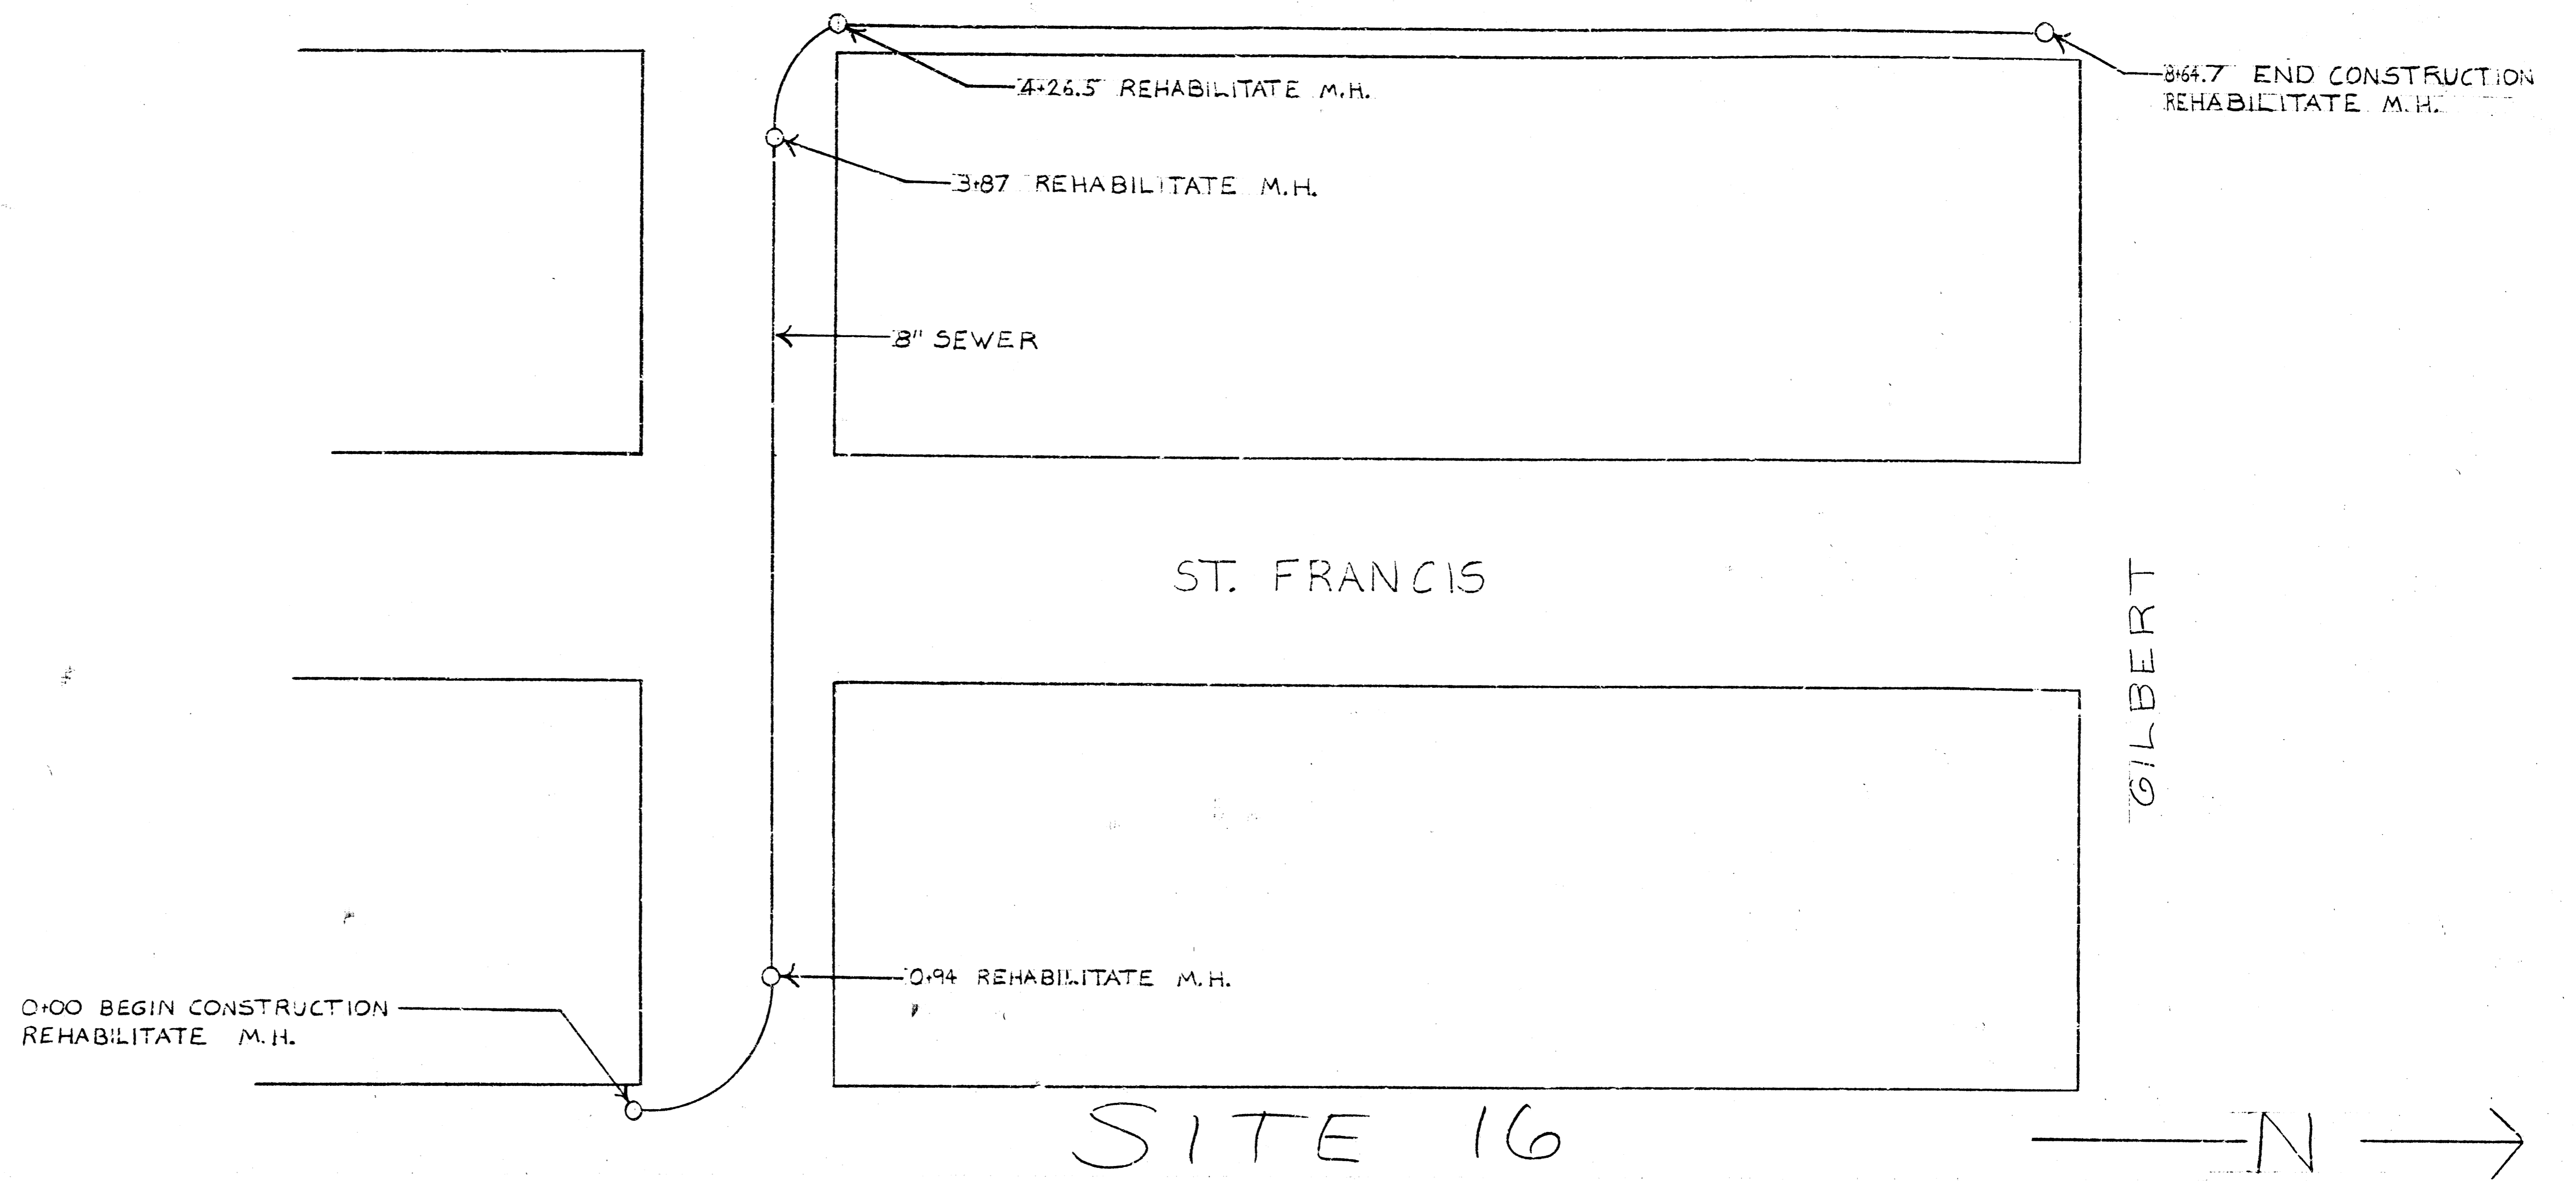 4+26.5 REHABILITATE M.H.
8+64.7 END CONSTRUCTION
REHABILITATE M.H.
3+87 REHABILITATE M.H.
8" SEWER
ST. FRANCIS
GILBERT
0+94 REHABILITATE M.H.
0+00 BEGIN CONSTRUCTION
REHABILITATE M.H.
SITE 16
N